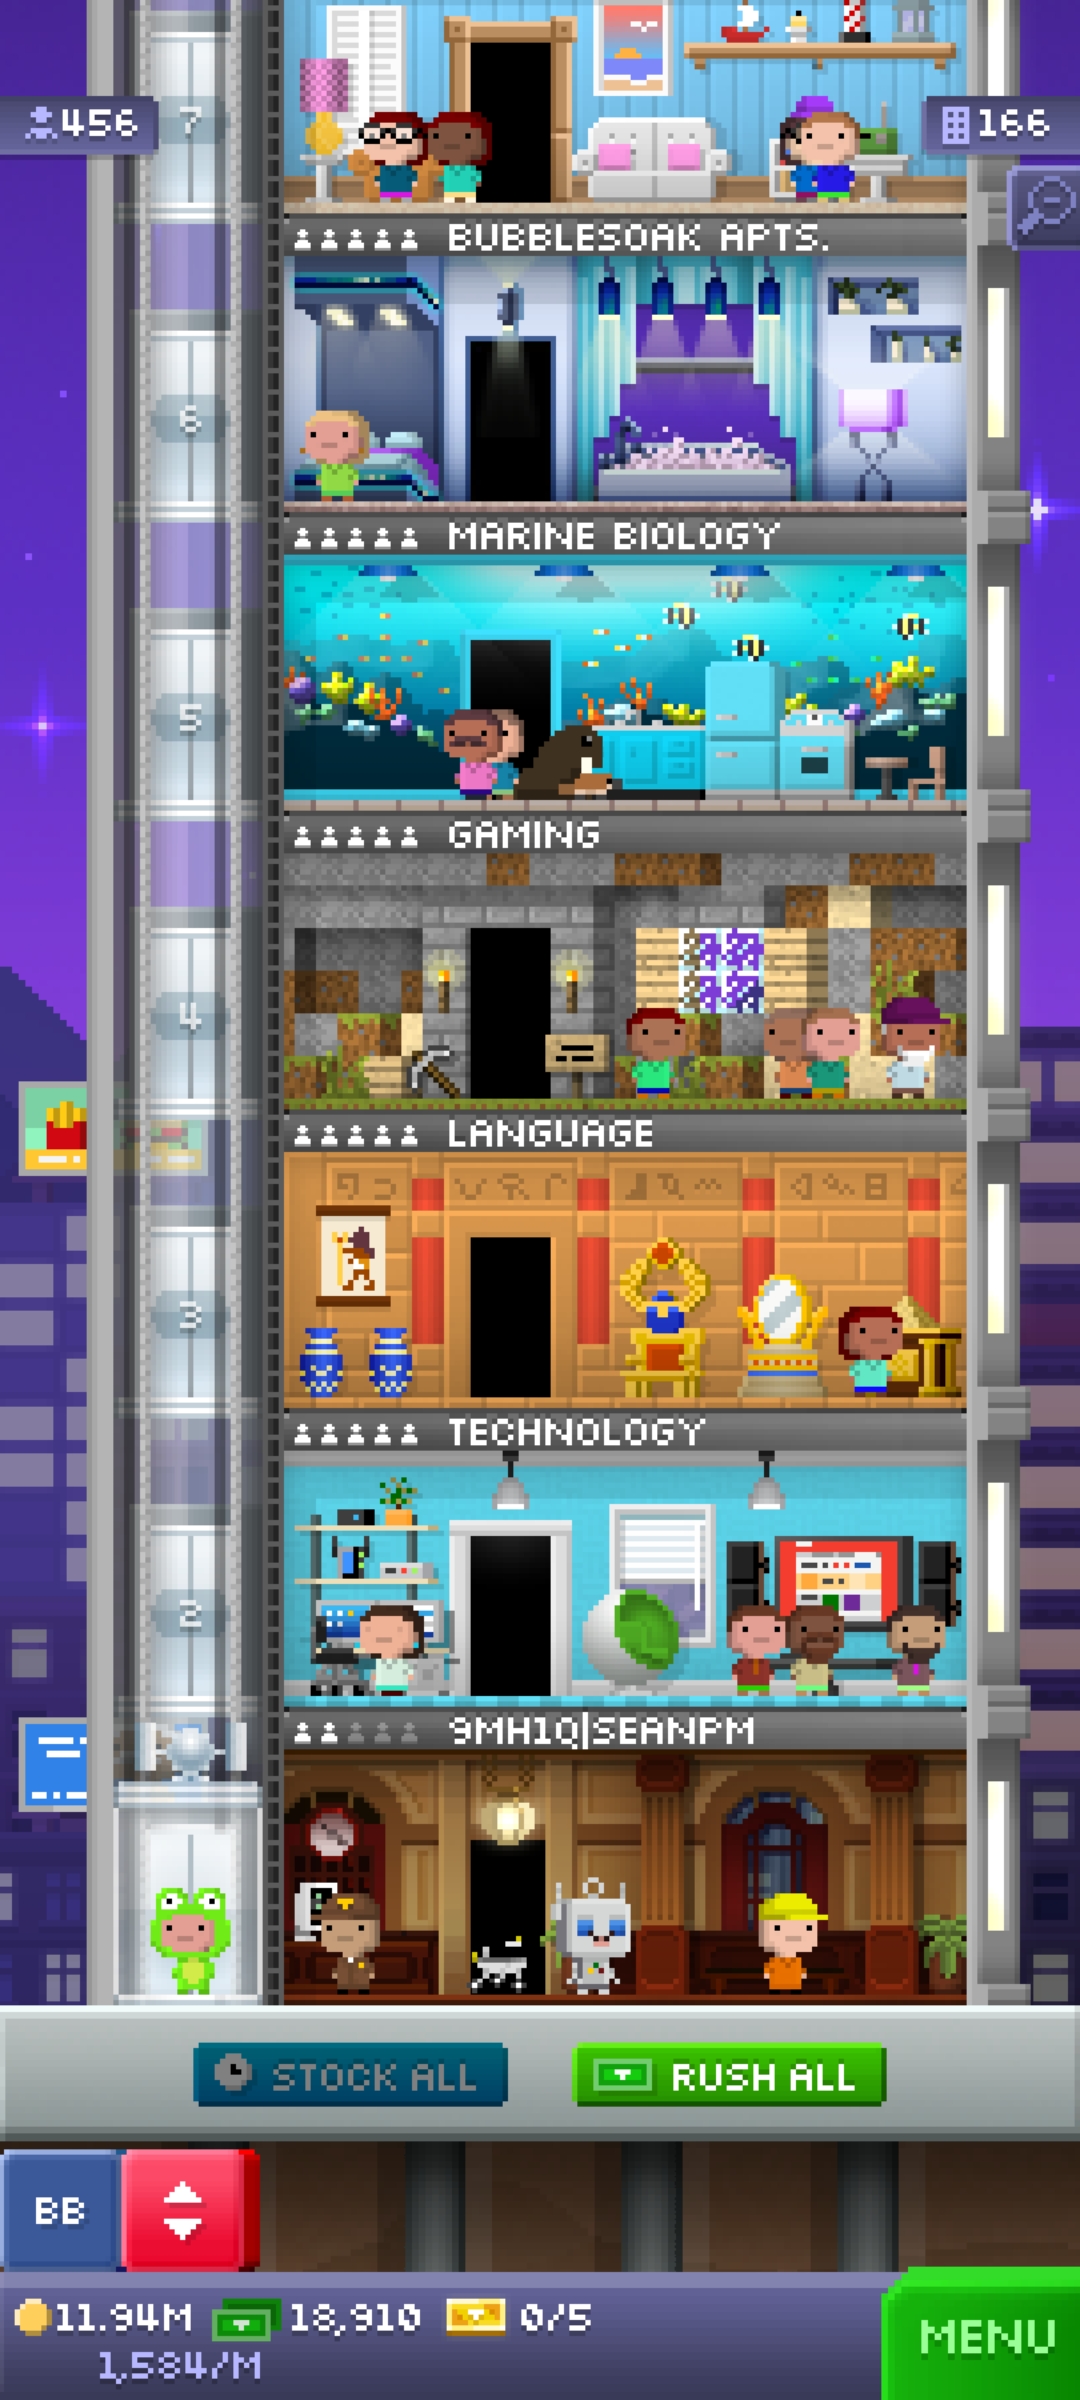 456
7
166
BUBBLESOAK APTS.
6
MARINE BIOLOGY
5
GAMING
4
LANGUAGE
3
TECHNOLOGY
2
9MH1Q|SEANPM
1
STOCK ALL
RUSH ALL
BB
11.94M
18,910
0/5
1,584/M
MENU